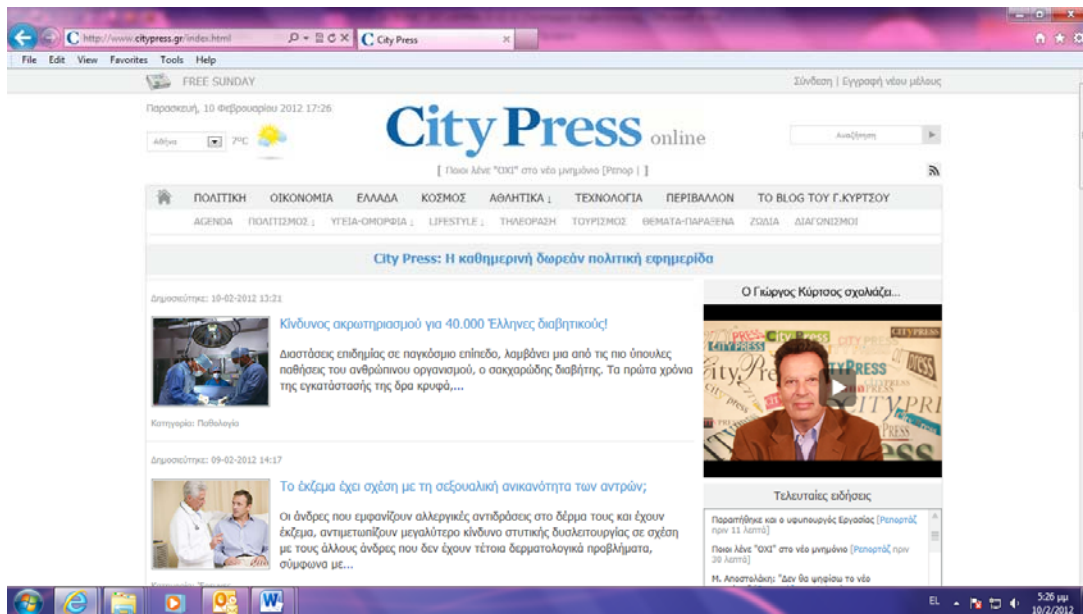 http://www.citypress.gr/index.html
City Press
File Edit View Favorites Tools Help
FREE SUNDAY
Σύνδεση | Εγγραφή νέου μέλους
Παρασκευή, 10 Φεβρουαρίου 2012 17:26
City Press online
Αθήνα 7°C
Αναζήτηση
[ Ποιοι λένε "ΌΧΙ" στο νέο μνημόνιο [Ρεπορ | ]
ΠΟΛΙΤΙΚΗ ΟΙΚΟΝΟΜΙΑ ΕΛΛΑΔΑ ΚΟΣΜΟΣ ΑΘΛΗΤΙΚΑ ↓ ΤΕΧΝΟΛΟΓΙΑ ΠΕΡΙΒΑΛΛΟΝ ΤΟ BLOG ΤΟΥ Γ.ΚΥΡΤΣΟΥ
AGENDA ΠΟΛΙΤΙΣΜΟΣ ↓ ΥΓΕΙΑ-ΟΜΟΡΦΙΑ ↓ LIFESTYLE ↓ ΤΗΛΕΟΡΑΣΗ ΤΟΥΡΙΣΜΟΣ ΘΕΜΑΤΑ-ΠΑΡΑΞΕΝΑ ΖΩΔΙΑ ΔΙΑΓΩΝΙΣΜΟΙ
City Press: Η καθημερινή δωρεάν πολιτική εφημερίδα
Δημοσιεύτηκε: 10-02-2012 13:21
Κίνδυνος ακρωτηριασμού για 40.000 Έλληνες διαβητικούς!
Διαστάσεις επιδημίας σε παγκόσμιο επίπεδο, λαμβάνει μια από τις πιο ύπουλες
παθήσεις του ανθρώπινου οργανισμού, ο σακχαρώδης διαβήτης. Τα πρώτα χρόνια
της εγκατάστασής της δρα κρυφά,...
Κατηγορία: Παθολογία
Δημοσιεύτηκε: 09-02-2012 14:17
Το έκζεμα έχει σχέση με τη σεξουαλική ανικανότητα των αντρών;
Οι άνδρες που εμφανίζουν αλλεργικές αντιδράσεις στο δέρμα τους και έχουν
έκζεμα, αντιμετωπίζουν μεγαλύτερο κίνδυνο στυτικής δυσλειτουργίας σε σχέση
με τους άλλους άνδρες που δεν έχουν τέτοια δερματολογικά προβλήματα,
σύμφωνα με...
Ο Γιώργος Κύρτσος σχολιάζει...
CITY PRESS
Τελευταίες ειδήσεις
Παραιτήθηκε και ο υφυπουργός Εργασίας [Ρεπορτάζ
πριν 11 λεπτά]
Ποιοι λένε "ΌΧΙ" στο νέο μνημόνιο [Ρεπορτάζ πριν
20 λεπτά]
Μ. Αποστολάκη: "Δεν θα ψηφίσω το νέο
EL
5:26 μμ
10/2/2012